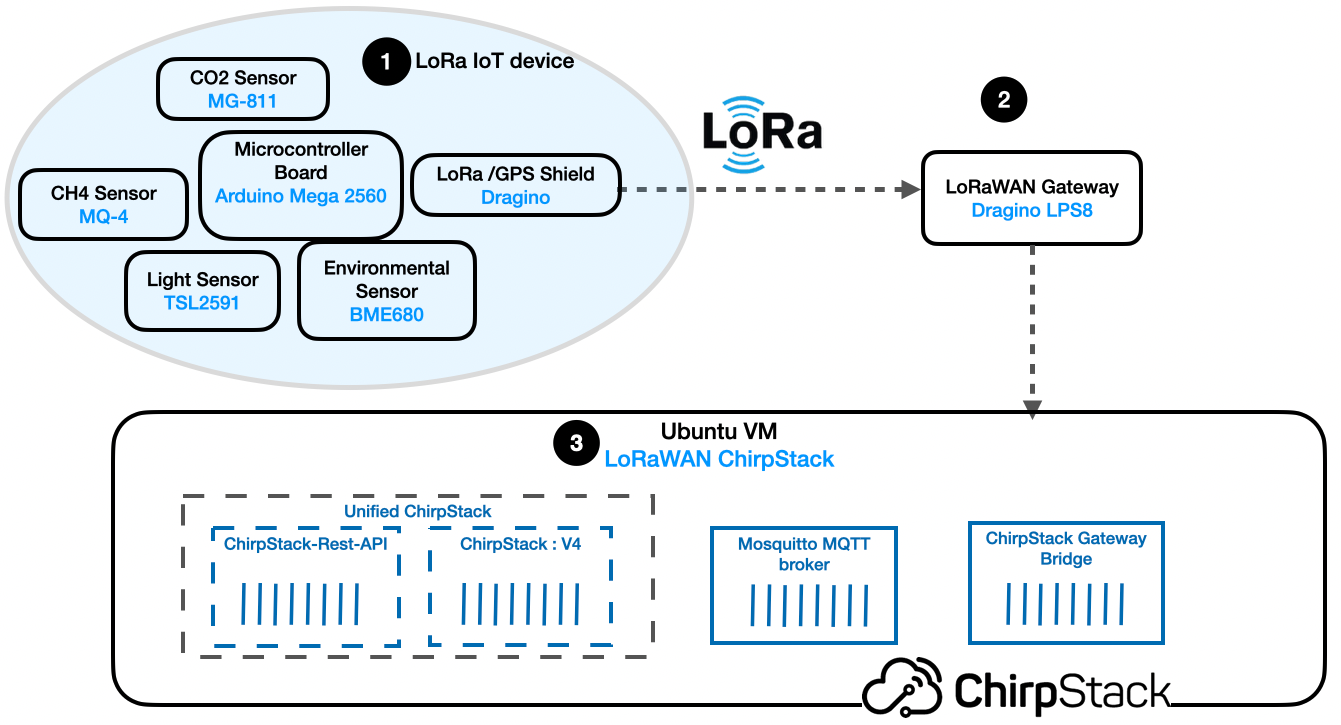 1
LoRa IoT device
CO2 Sensor
MG-811
Microcontroller
Board
Arduino Mega 2560
CH4 Sensor
MQ-4
LoRa /GPS Shield
Dragino
Light Sensor
TSL2591
Environmental
Sensor
BME680
LoRa
2
LoRaWAN Gateway
Dragino LPS8
3
Ubuntu VM
LoRaWAN ChirpStack
Unified ChirpStack
ChirpStack-Rest-API
ChirpStack : V4
Mosquitto MQTT
broker
ChirpStack Gateway
Bridge
ChirpStack